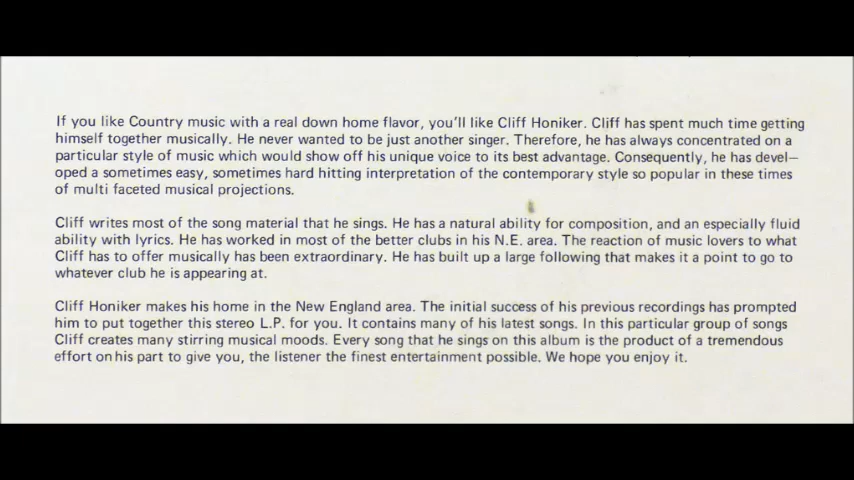 If you like Country music with a real down home flavor, you'll like Cliff Honiker. Cliff has spent much time getting
himself together musically. He never wanted to be just another singer. Therefore, he has always concentrated on a
particular style of music which would show off his unique voice to its best advantage. Consequently, he has devel—
oped a sometimes easy, sometimes hard hitting interpretation of the contemporary style so popular in these times
of multi faceted musical projections.
Cliff writes most of the song material that he sings. He has a natural ability for composition, and an especially fluid
ability with lyrics. He has worked in most of the better clubs in his N.E. area. The reaction of music lovers to what
Cliff has to offer musically has been extraordinary. He has built up a large following that makes it a point to go to
whatever club he is appearing at.
Cliff Honiker makes his home in the New England area. The initial success of his previous recordings has prompted
him to put together this stereo L.P. for you. It contains many of his latest songs. In this particular group of songs
Cliff creates many stirring musical moods. Every song that he sings on this album is the product of a tremendous
effort on his part to give you, the listener the finest entertainment possible. We hope you enjoy it.